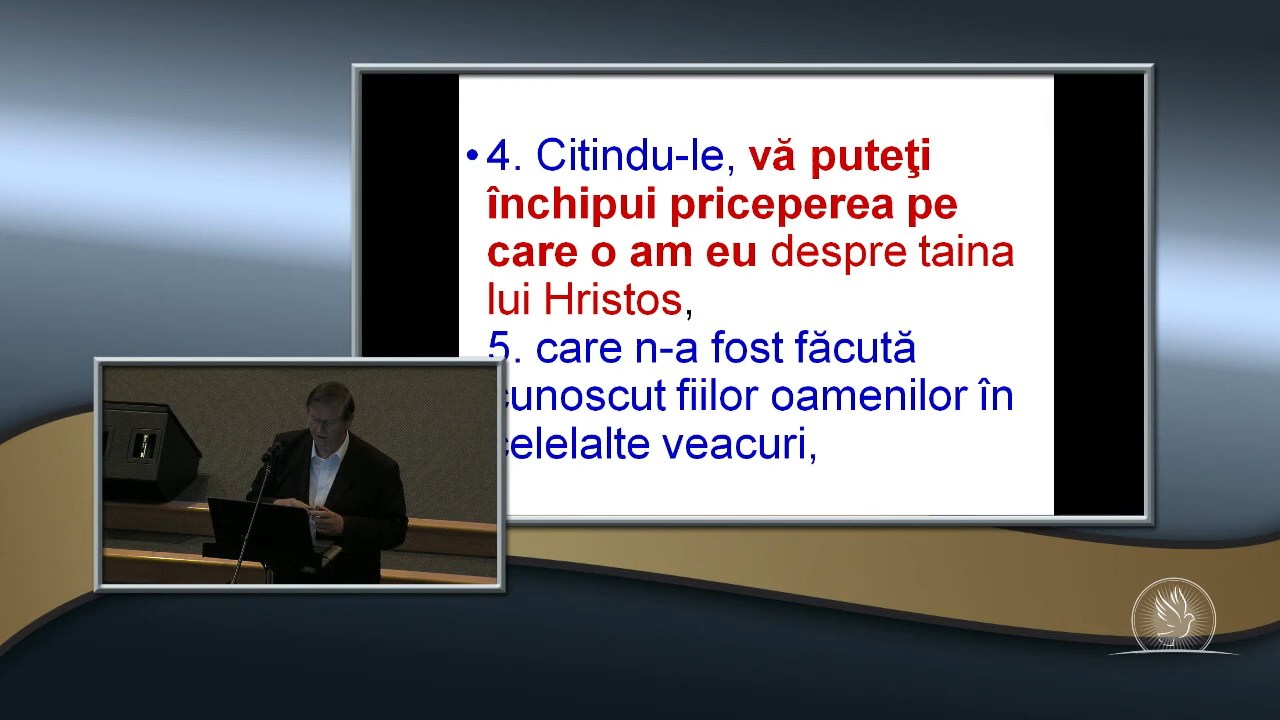 • 4. Citindu-le, vă puteţi
închipui priceperea pe
care o am eu despre taina
lui Hristos,
5. care n-a fost făcută
cunoscut fiilor oamenilor în
celelalte veacuri,